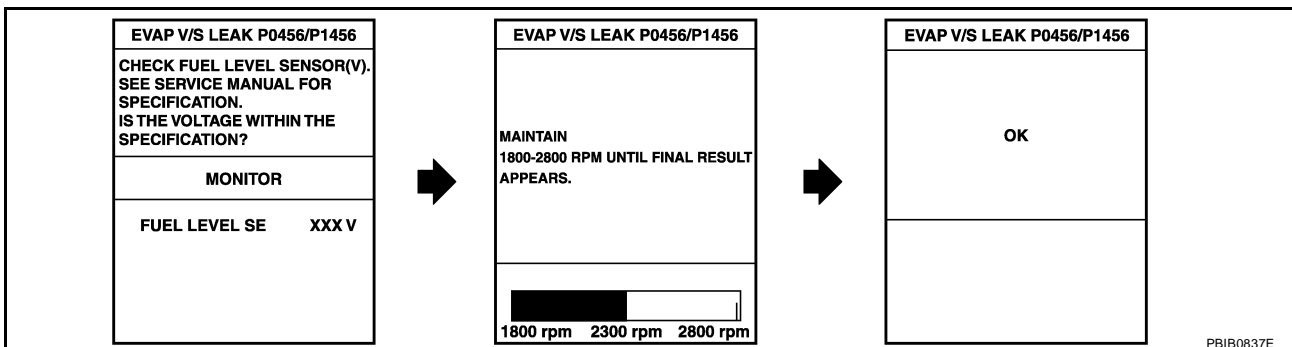 EVAP V/S LEAK P0456/P1456
CHECK FUEL LEVEL SENSOR(V).
SEE SERVICE MANUAL FOR
SPECIFICATION.
IS THE VOLTAGE WITHIN THE
SPECIFICATION?
MONITOR
FUEL LEVEL SE XXX V
EVAP V/S LEAK P0456/P1456
MAINTAIN
1800-2800 RPM UNTIL FINAL RESULT
APPEARS.
1800 rpm 2300 rpm 2800 rpm
EVAP V/S LEAK P0456/P1456
OK
PBIB0837E